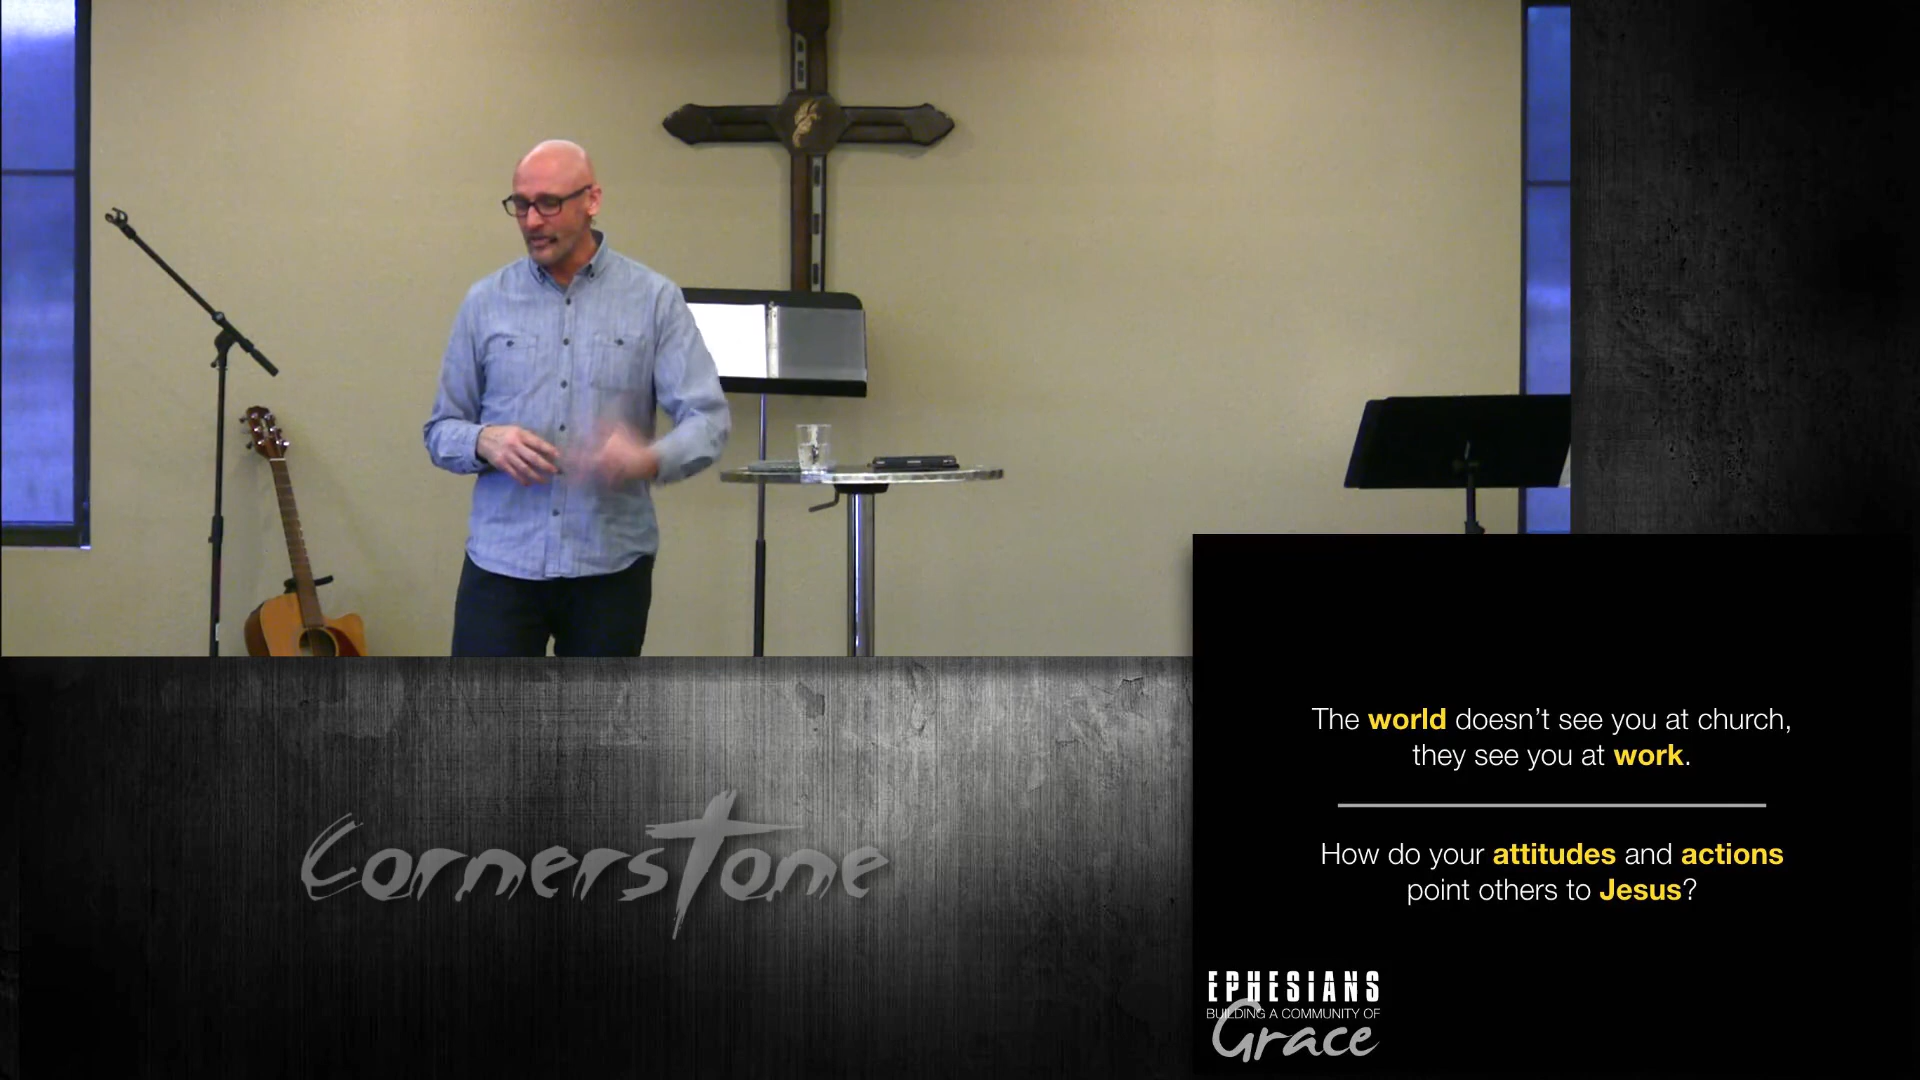 Cornerstone
The world doesn't see you at church,
they see you at work.
How do your attitudes and actions
point others to Jesus?
EPHESIANS
BUILDING A COMMUNITY OF
Grace